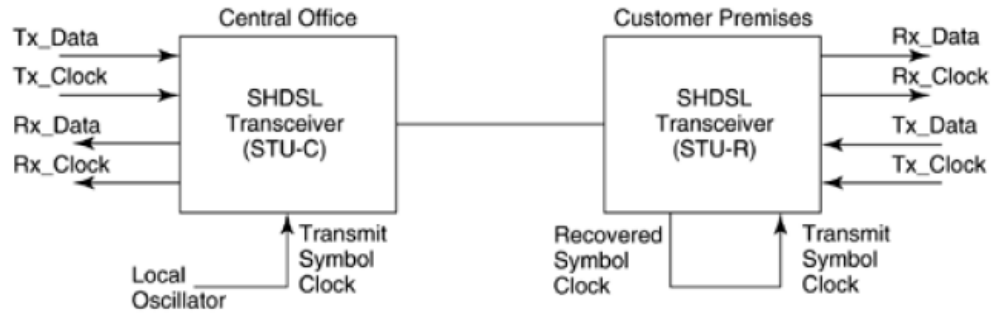 Central Office
Customer Premises
Tx_Data
Tx_Clock
Rx_Data
Rx_Clock
SHDSL
Transceiver
(STU-C)
SHDSL
Transceiver
(STU-R)
Rx_Data
Rx_Clock
Tx_Data
Tx_Clock
Local
Oscillator
Transmit
Symbol
Clock
Recovered
Symbol
Clock
Transmit
Symbol
Clock